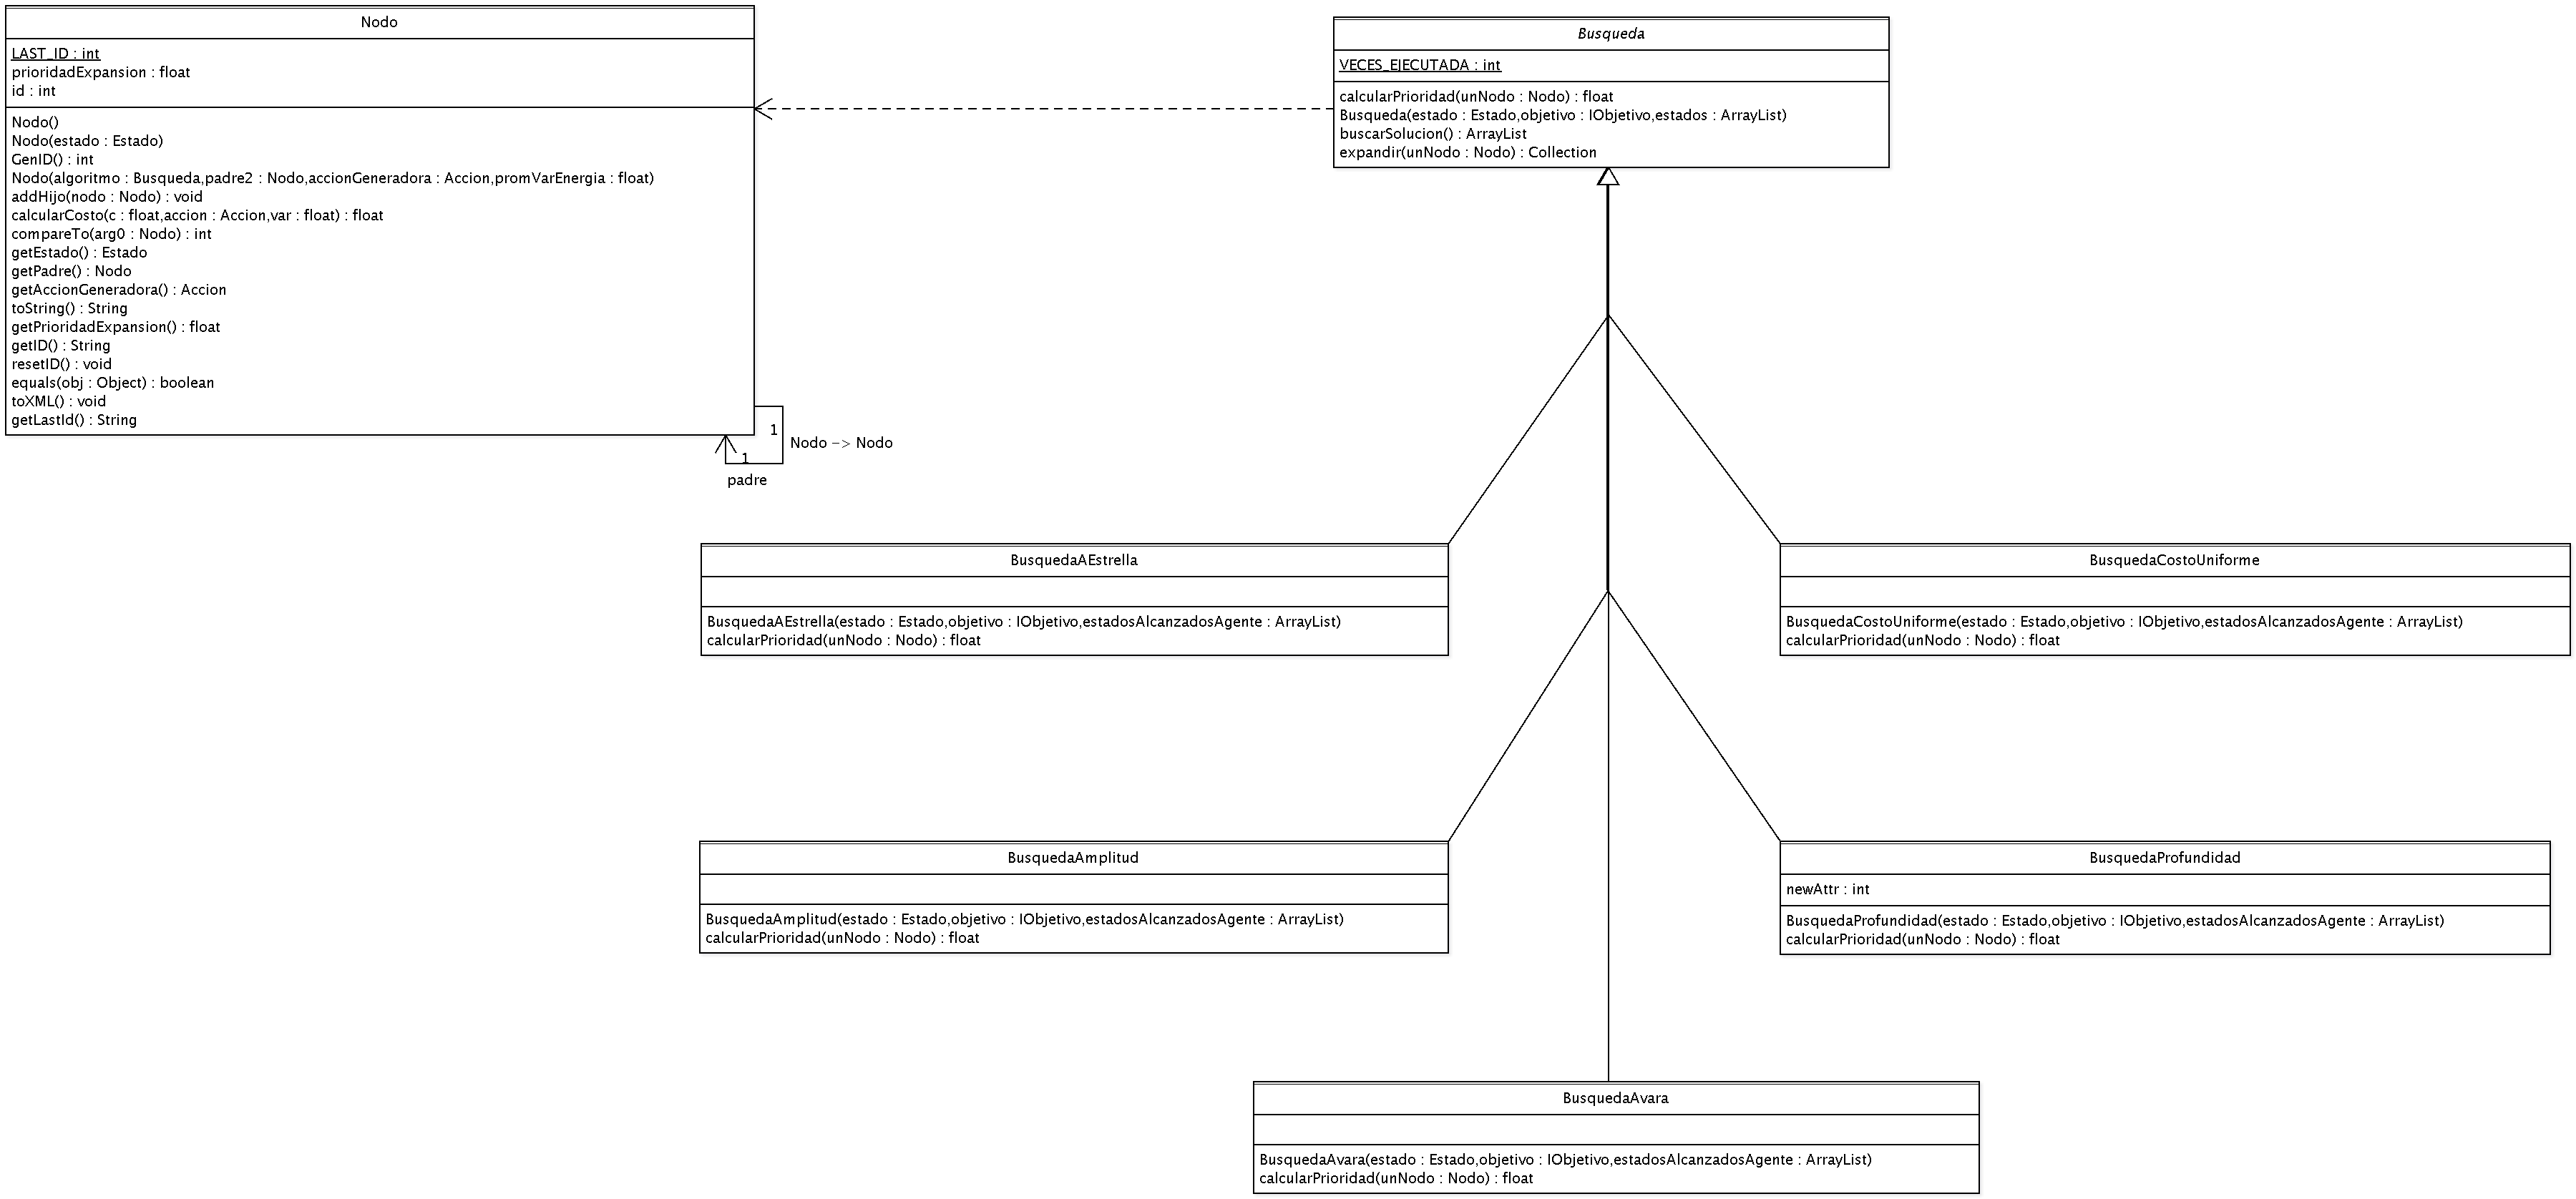 Nodo
LAST_ID : int
prioridadExpansion : float
id : int
Nodo()
Nodo(estado : Estado)
GenID() : int
Nodo(algoritmo : Busqueda,padre2 : Nodo,accionGeneradora : Accion,promVarEnergia : float)
addHijo(nodo : Nodo) : void
calcularCosto(c : float,accion : Accion,var : float) : float
compareTo(arg0 : Nodo) : int
getEstado() : Estado
getPadre() : Nodo
getAccionGeneradora() : Accion
toString() : String
getPrioridadExpansion() : float
getID() : String
resetID() : void
equals(obj : Object) : boolean
toXML() : void
getLastId() : String
1
Nodo -> Nodo
1
padre
Busqueda
VECES_EJECUTADA : int
calcularPrioridad(unNodo : Nodo) : float
Busqueda(estado : Estado,objetivo : IObjetivo,estados : ArrayList)
buscarSolucion() : ArrayList
expandir(unNodo : Nodo) : Collection
BusquedaAEstrella
BusquedaAEstrella(estado : Estado,objetivo : IObjetivo,estadosAlcanzadosAgente : ArrayList)
calcularPrioridad(unNodo : Nodo) : float
BusquedaCostoUniforme
BusquedaCostoUniforme(estado : Estado,objetivo : IObjetivo,estadosAlcanzadosAgente : ArrayList)
calcularPrioridad(unNodo : Nodo) : float
BusquedaAmplitud
BusquedaAmplitud(estado : Estado,objetivo : IObjetivo,estadosAlcanzadosAgente : ArrayList)
calcularPrioridad(unNodo : Nodo) : float
BusquedaProfundidad
newAttr : int
BusquedaProfundidad(estado : Estado,objetivo : IObjetivo,estadosAlcanzadosAgente : ArrayList)
calcularPrioridad(unNodo : Nodo) : float
BusquedaAvara
BusquedaAvara(estado : Estado,objetivo : IObjetivo,estadosAlcanzadosAgente : ArrayList)
calcularPrioridad(unNodo : Nodo) : float